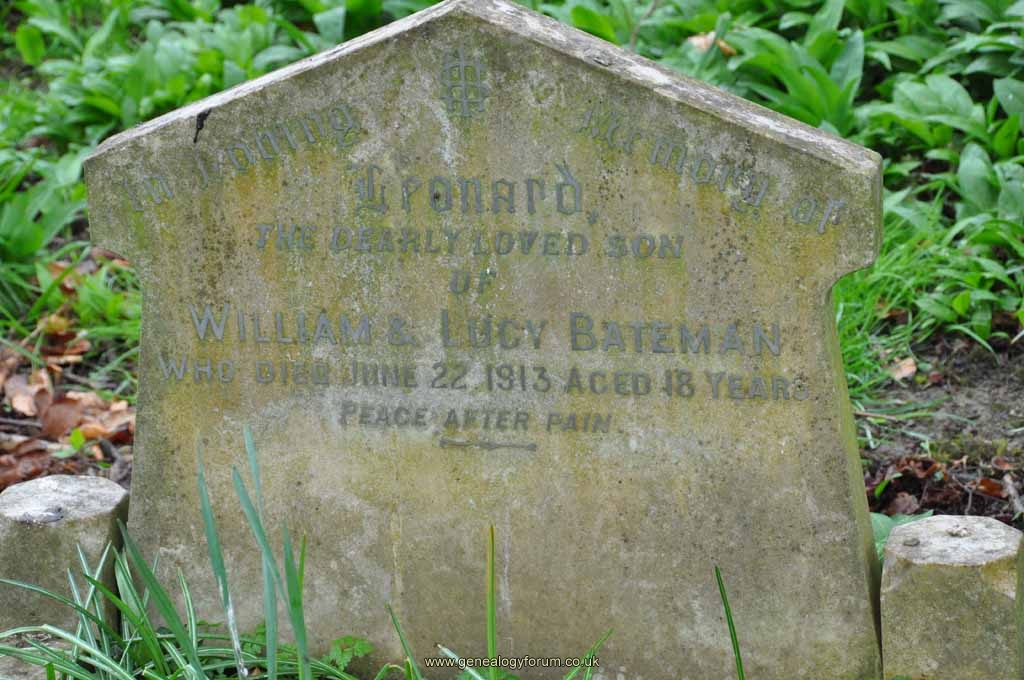 In Loving Memory of
Leonard,
THE DEARLY LOVED SON
OF
WILLIAM & LUCY BATEMAN
WHO DIED JUNE 22, 1913 AGED 18 YEARS
PEACE AFTER PAIN.
www.genealogyforum.co.uk